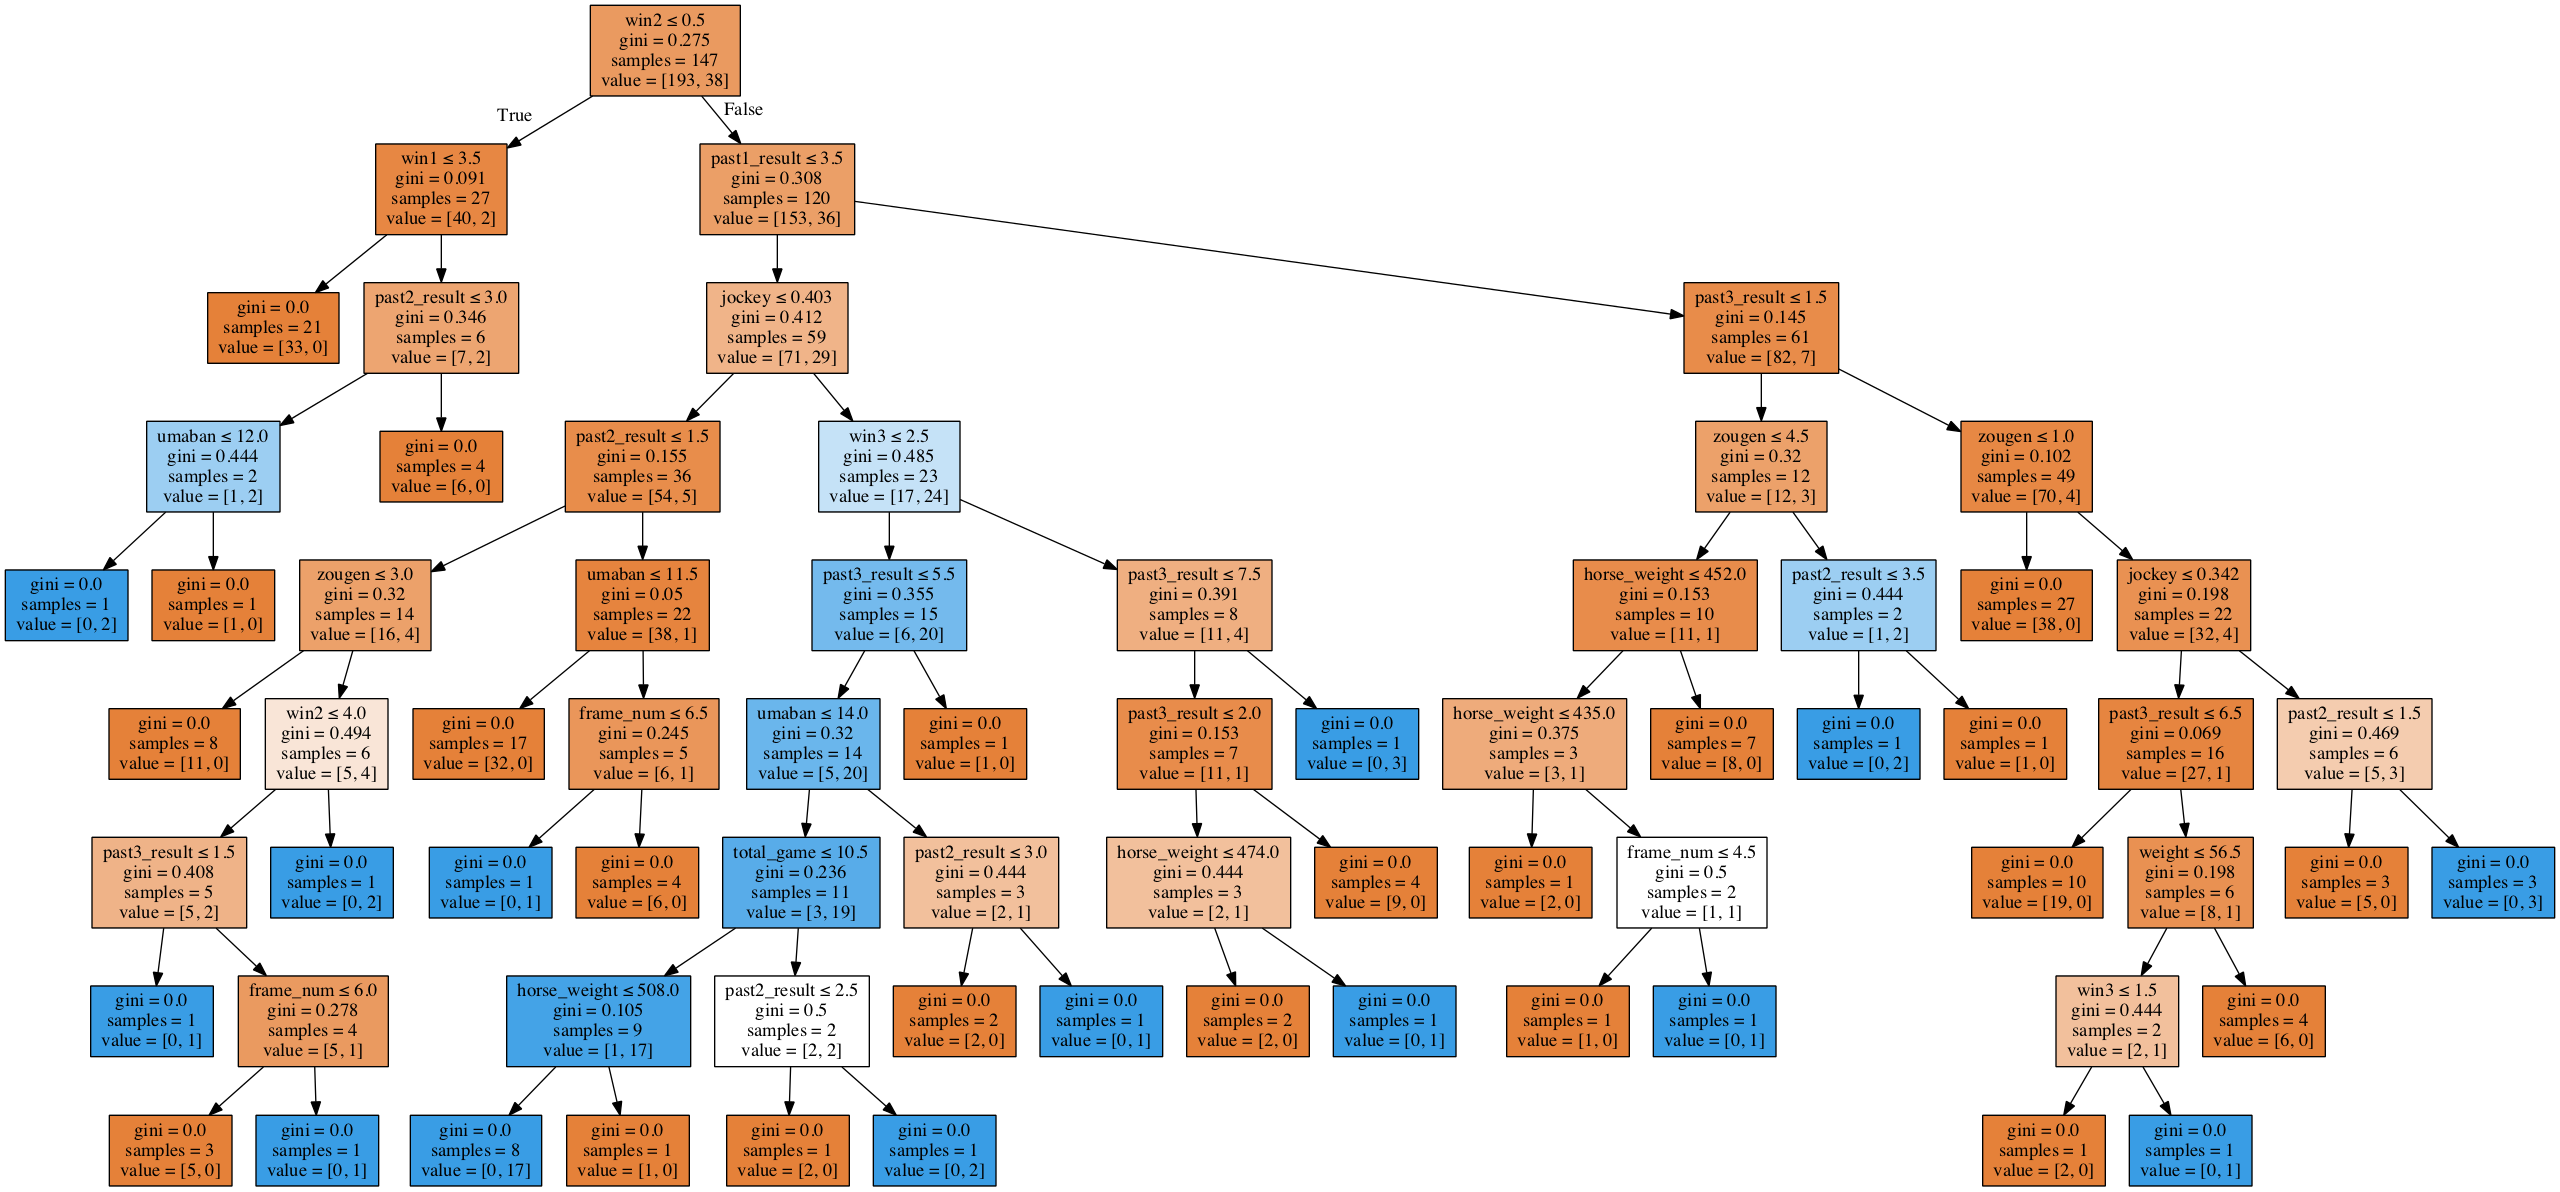 win2 ≤ 0.5
gini = 0.275
samples = 147
value = [193, 38]
True
False
win1 ≤ 3.5
gini = 0.091
samples = 27
value = [40, 2]
past1_result ≤ 3.5
gini = 0.308
samples = 120
value = [153, 36]
gini = 0.0
samples = 21
value = [33, 0]
past2_result ≤ 3.0
gini = 0.346
samples = 6
value = [7, 2]
jockey ≤ 0.403
gini = 0.412
samples = 59
value = [71, 29]
past3_result ≤ 1.5
gini = 0.145
samples = 61
value = [82, 7]
umaban ≤ 12.0
gini = 0.444
samples = 2
value = [1, 2]
gini = 0.0
samples = 4
value = [6, 0]
past2_result ≤ 1.5
gini = 0.155
samples = 36
value = [54, 5]
win3 ≤ 2.5
gini = 0.485
samples = 23
value = [17, 24]
zougen ≤ 4.5
gini = 0.32
samples = 12
value = [12, 3]
zougen ≤ 1.0
gini = 0.102
samples = 49
value = [70, 4]
gini = 0.0
samples = 1
value = [0, 2]
gini = 0.0
samples = 1
value = [1, 0]
zougen ≤ 3.0
gini = 0.32
samples = 14
value = [16, 4]
umaban ≤ 11.5
gini = 0.05
samples = 22
value = [38, 1]
past3_result ≤ 5.5
gini = 0.355
samples = 15
value = [6, 20]
past3_result ≤ 7.5
gini = 0.391
samples = 8
value = [11, 4]
horse_weight ≤ 452.0
gini = 0.153
samples = 10
value = [11, 1]
past2_result ≤ 3.5
gini = 0.444
samples = 2
value = [1, 2]
gini = 0.0
samples = 27
value = [38, 0]
jockey ≤ 0.342
gini = 0.198
samples = 22
value = [32, 4]
gini = 0.0
samples = 8
value = [11, 0]
win2 ≤ 4.0
gini = 0.494
samples = 6
value = [5, 4]
gini = 0.0
samples = 17
value = [32, 0]
frame_num ≤ 6.5
gini = 0.245
samples = 5
value = [6, 1]
umaban ≤ 14.0
gini = 0.32
samples = 14
value = [5, 20]
gini = 0.0
samples = 1
value = [1, 0]
past3_result ≤ 2.0
gini = 0.153
samples = 7
value = [11, 1]
gini = 0.0
samples = 1
value = [0, 3]
horse_weight ≤ 435.0
gini = 0.375
samples = 3
value = [3, 1]
gini = 0.0
samples = 7
value = [8, 0]
gini = 0.0
samples = 1
value = [0, 2]
gini = 0.0
samples = 1
value = [1, 0]
past3_result ≤ 6.5
gini = 0.069
samples = 16
value = [27, 1]
past2_result ≤ 1.5
gini = 0.469
samples = 6
value = [5, 3]
past3_result ≤ 1.5
gini = 0.408
samples = 5
value = [5, 2]
gini = 0.0
samples = 1
value = [0, 2]
gini = 0.0
samples = 1
value = [0, 1]
gini = 0.0
samples = 4
value = [6, 0]
total_game ≤ 10.5
gini = 0.236
samples = 11
value = [3, 19]
past2_result ≤ 3.0
gini = 0.444
samples = 3
value = [2, 1]
horse_weight ≤ 474.0
gini = 0.444
samples = 3
value = [2, 1]
gini = 0.0
samples = 4
value = [9, 0]
gini = 0.0
samples = 1
value = [2, 0]
frame_num ≤ 4.5
gini = 0.5
samples = 2
value = [1, 1]
gini = 0.0
samples = 10
value = [19, 0]
weight ≤ 56.5
gini = 0.198
samples = 6
value = [8, 1]
gini = 0.0
samples = 3
value = [5, 0]
gini = 0.0
samples = 3
value = [0, 3]
gini = 0.0
samples = 1
value = [0, 1]
frame_num ≤ 6.0
gini = 0.278
samples = 4
value = [5, 1]
horse_weight ≤ 508.0
gini = 0.105
samples = 9
value = [1, 17]
past2_result ≤ 2.5
gini = 0.5
samples = 2
value = [2, 2]
gini = 0.0
samples = 2
value = [2, 0]
gini = 0.0
samples = 1
value = [0, 1]
gini = 0.0
samples = 2
value = [2, 0]
gini = 0.0
samples = 1
value = [0, 1]
gini = 0.0
samples = 1
value = [1, 0]
gini = 0.0
samples = 1
value = [0, 1]
win3 ≤ 1.5
gini = 0.444
samples = 2
value = [2, 1]
gini = 0.0
samples = 4
value = [6, 0]
gini = 0.0
samples = 3
value = [5, 0]
gini = 0.0
samples = 1
value = [0, 1]
gini = 0.0
samples = 8
value = [0, 17]
gini = 0.0
samples = 1
value = [1, 0]
gini = 0.0
samples = 1
value = [2, 0]
gini = 0.0
samples = 1
value = [0, 2]
gini = 0.0
samples = 1
value = [2, 0]
gini = 0.0
samples = 1
value = [0, 1]